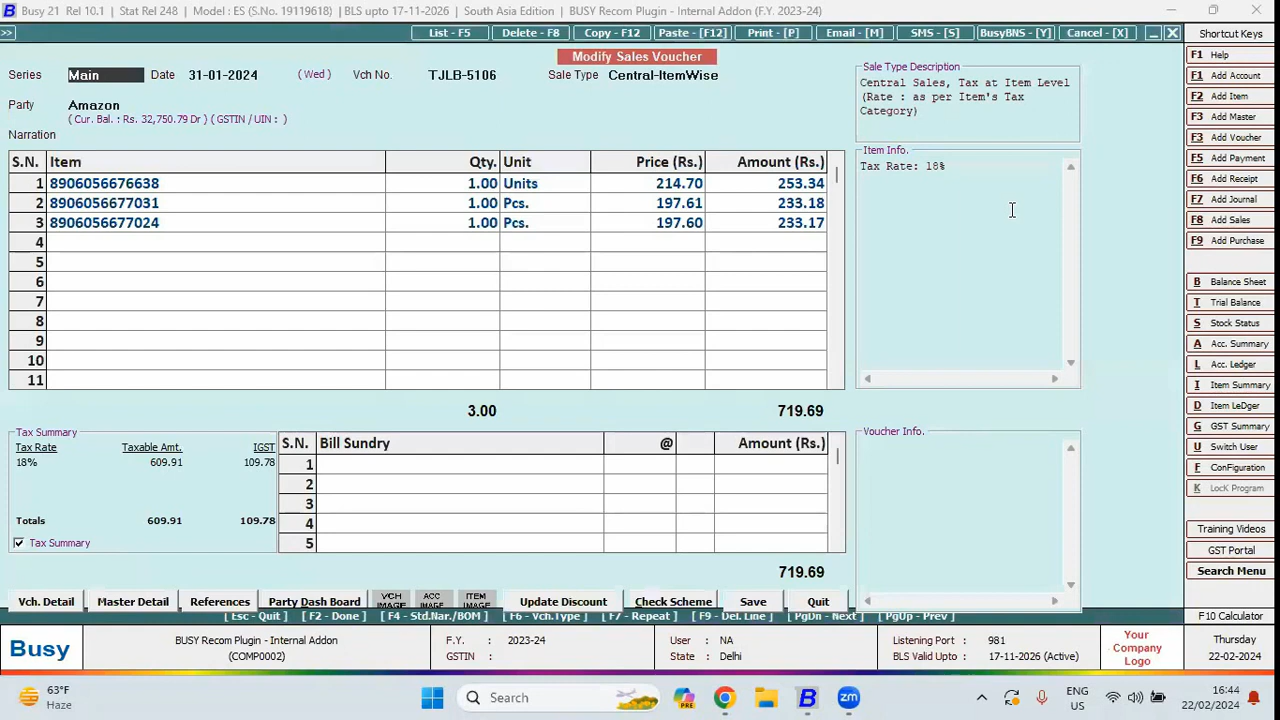 Busy 21 Rel 10.1 | Stat Rel 248 | Model : ES (S.No. 19119618) |BLS upto 17-11-2026 | South Asia Edition | BUSY Recom Plugin - Internal Addon (F.Y. 2023-24)
>> List - F5 Delete - F8 Copy - F12 Paste - [F12] Print - [P] Email - [M] SMS - [S] BusyBNS - [Y] Cancel - [X] Shortcut Keys
Modify Sales Voucher
Series Main Date 31-01-2024 (Wed) Vch No. TJLB-5106 Sale Type Central-ItemWise
Party Amazon
( Cur. Bal. : Rs. 32,750.79 Dr ) ( GSTIN / UIN : )
Narration
Sale Type Description
Central Sales, Tax at Item Level
(Rate : as per Item's Tax
Category)
Item Info.
Tax Rate: 18%
S.N. Item Qty. Unit Price (Rs.) Amount (Rs.)
1 8906056676638 1.00 Units 214.70 253.34
2 8906056677031 1.00 Pcs. 197.61 233.18
3 8906056677024 1.00 Pcs. 197.60 233.17
4
5
6
7
8
9
10
11
3.00 719.69
Tax Summary
Tax Rate Taxable Amt. IGST
18% 609.91 109.78
Totals 609.91 109.78
Tax Summary
S.N. Bill Sundry @ Amount (Rs.)
1
2
3
4
5
719.69
Voucher Info.
F1 Help
F1 Add Account
F2 Add Item
F3 Add Master
F3 Add Voucher
F5 Add Payment
F6 Add Receipt
F7 Add Journal
F8 Add Sales
F9 Add Purchase
B Balance Sheet
T Trial Balance
S Stock Status
A Acc. Summary
L Acc. Ledger
I Item Summary
D Item LeDger
G GST Summary
U Switch User
F ConFiguration
K LocK Program
Training Videos
GST Portal
Search Menu
F10 Calculator
Vch. Detail Master Detail References Party Dash Board VCH IMAGE ACC IMAGE ITEM IMAGE Update Discount Check Scheme Save Quit
[ Esc - Quit ] [ F2 - Done ] [ F4 - Std.Nar./BOM ] [ F6 - Vch.Type ] [ F7 - Repeat ] [ F9 - Del. Line ] [ PgDn - Next ] [ PgUp - Prev ]
Busy
BUSY Recom Plugin - Internal Addon
(COMP0002)
F.Y. : 2023-24
GSTIN :
User : NA
State : Delhi
Listening Port : 981
BLS Valid Upto : 17-11-2026 (Active)
Your
Company
Logo
Thursday
22-02-2024
63°F
Haze
Search
PRE
zm
ENG
US
16:44
22/02/2024